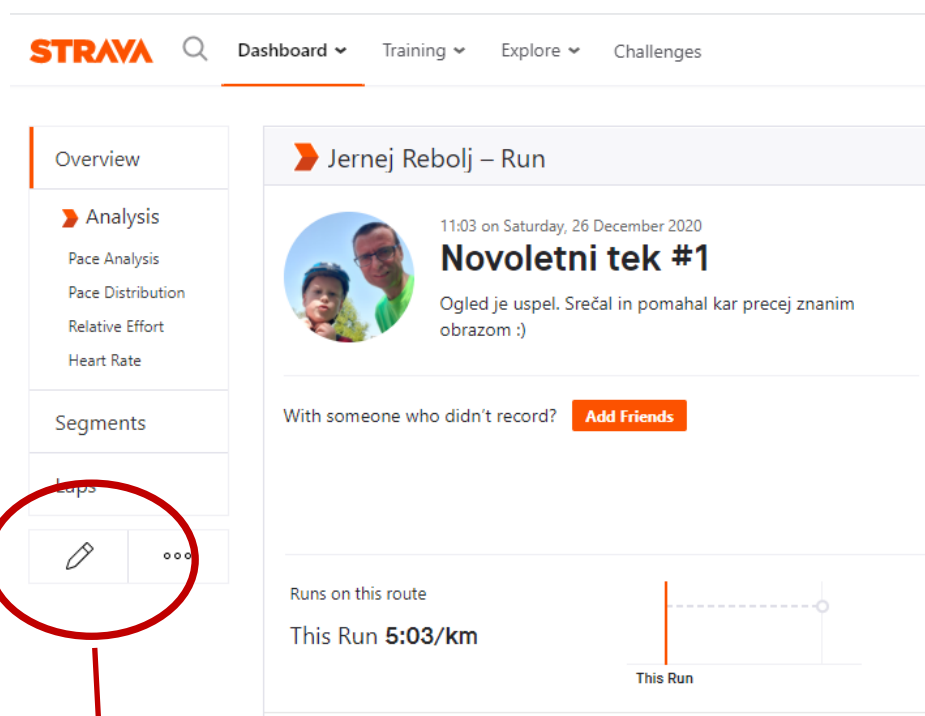 STRAVA Dashboard Training Explore Challenges
Overview
Jernej Rebolj – Run
Analysis
Pace Analysis
Pace Distribution
Relative Effort
Heart Rate
Segments
Laps
11:03 on Saturday, 26 December 2020
Novoletni tek #1
Ogled je uspel. Srečal in pomahal kar precej znanim
obrazom :)
With someone who didn't record? Add Friends
Runs on this route
This Run 5:03/km
This Run